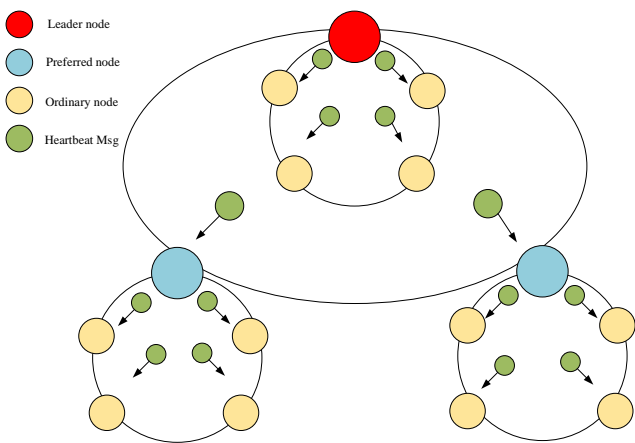 Leader node
Preferred node
Ordinary node
Heartbeat Msg